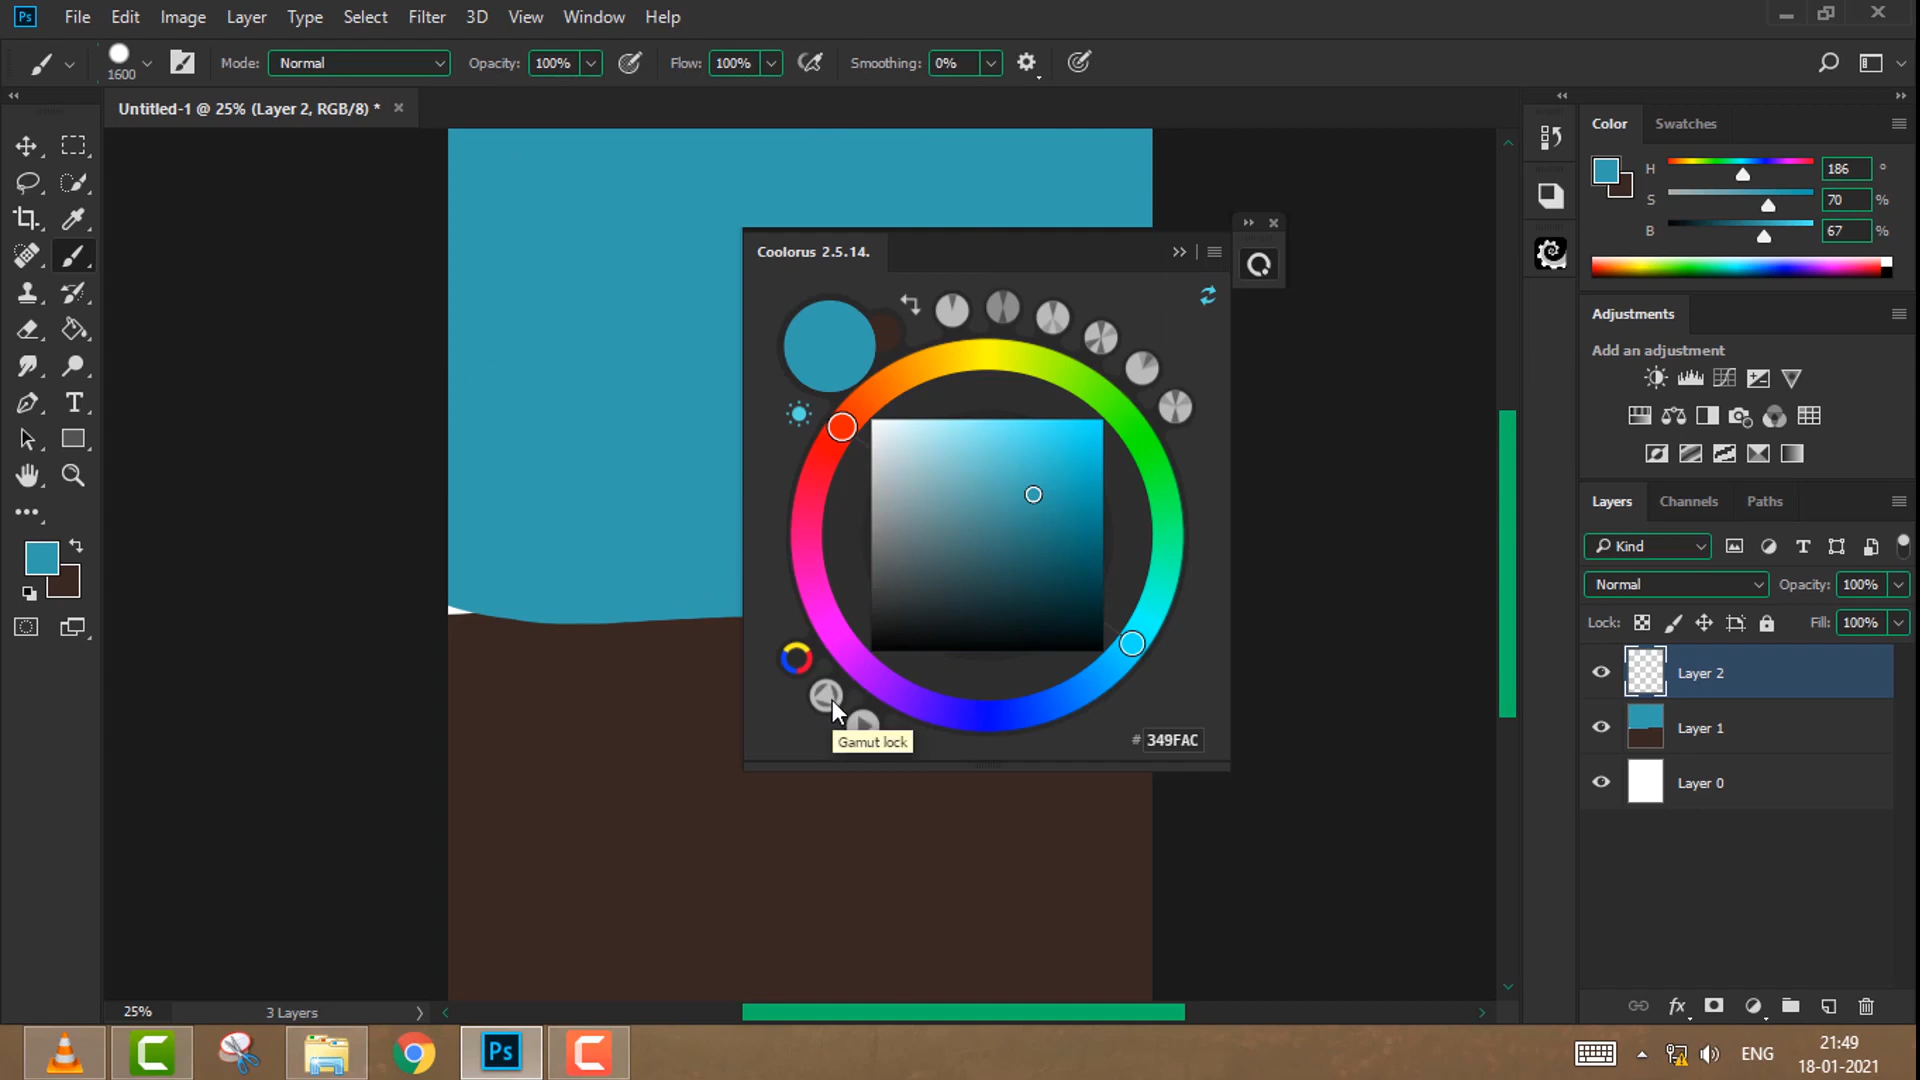 Ps File Edit Image Layer Type Select Filter 3D View Window Help
1600 Mode: Normal Opacity: 100% Flow: 100% Smoothing: 0%
Untitled-1 @ 25% (Layer 2, RGB/8) *
Color Swatches
H 186 °
S 70 %
B 67 %
Coolorus 2.5.14.
Adjustments
Add an adjustment
Layers Channels Paths
Kind
Normal Opacity: 100%
Lock: Fill: 100%
Layer 2
Layer 1
Layer 0
# 349FAC
Gamut lock
25% 3 Layers
fx
Ps
ENG
21:49
18-01-2021